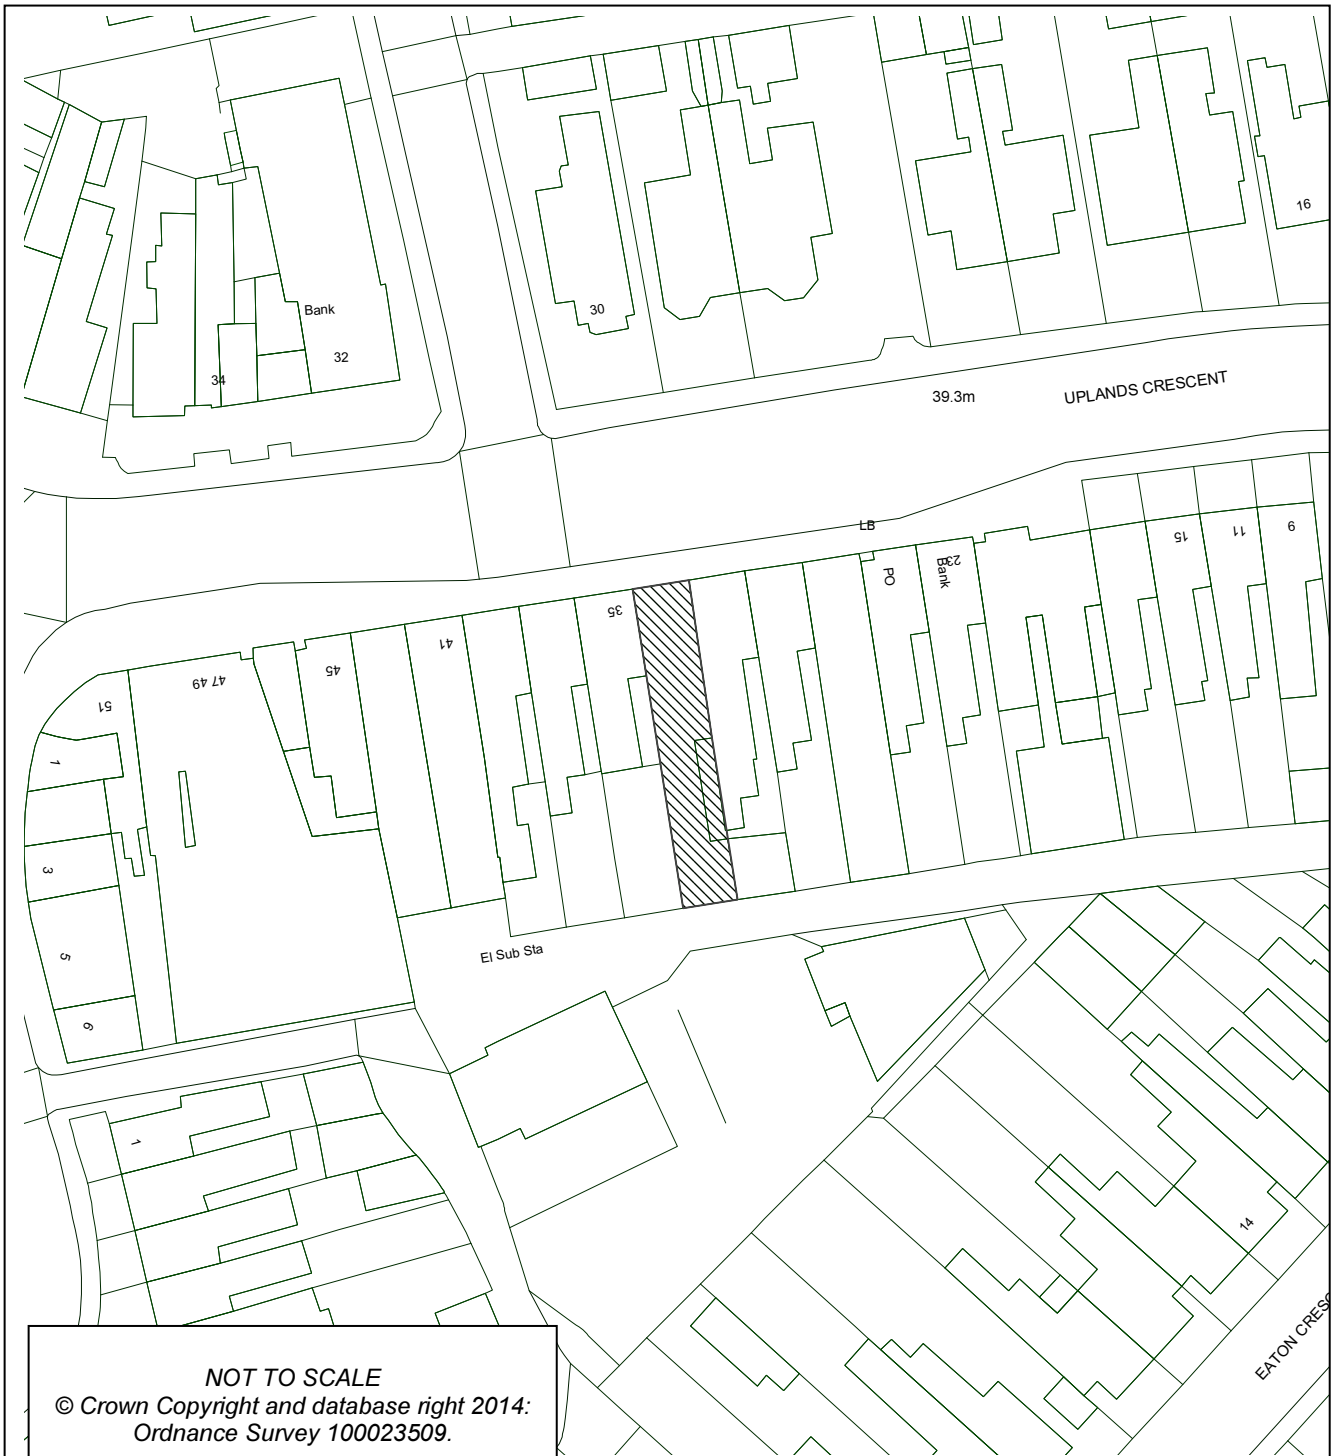 16
30
Bank
32
34
39.3m
UPLANDS CRESCENT
LB
PO
Bank
23
15
11
9
35
41
45
47 49
51
1
3
5
6
El Sub Sta
1
14
EATON CRESC
NOT TO SCALE
© Crown Copyright and database right 2014:
Ordnance Survey 100023509.